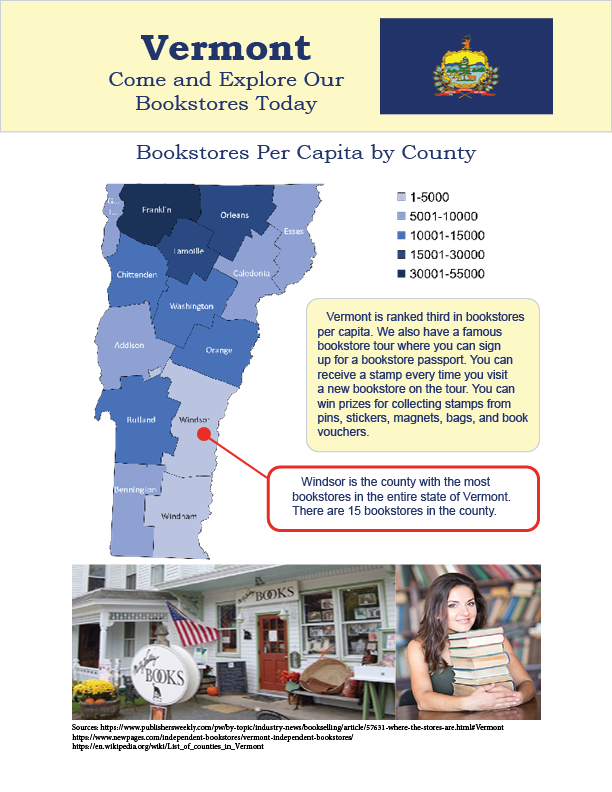 Vermont
Come and Explore Our
Bookstores Today
Bookstores Per Capita by County
1-5000
5001-10000
10001-15000
15001-30000
30001-55000
Franklin
Orleans
Essex
Lamoille
Chittenden
Caledonia
Washington
Addison
Orange
Rutland
Windsor
Bennington
Windham
Vermont is ranked third in bookstores
per capita. We also have a famous
bookstore tour where you can sign
up for a bookstore passport. You can
receive a stamp every time you visit
a new bookstore on the tour. You can
win prizes for collecting stamps from
pins, stickers, magnets, bags, and book
vouchers.
Windsor is the county with the most
bookstores in the entire state of Vermont.
There are 15 bookstores in the county.
BOOKS
BOOKS
Sources: https://www.publishersweekly.com/pw/by-topic/industry-news/bookselling/article/57631-where-the-stores-are.html#Vermont
https://www.newpages.com/independent-bookstores/vermont-independent-bookstores/
https://en.wikipedia.org/wiki/List_of_counties_in_Vermont